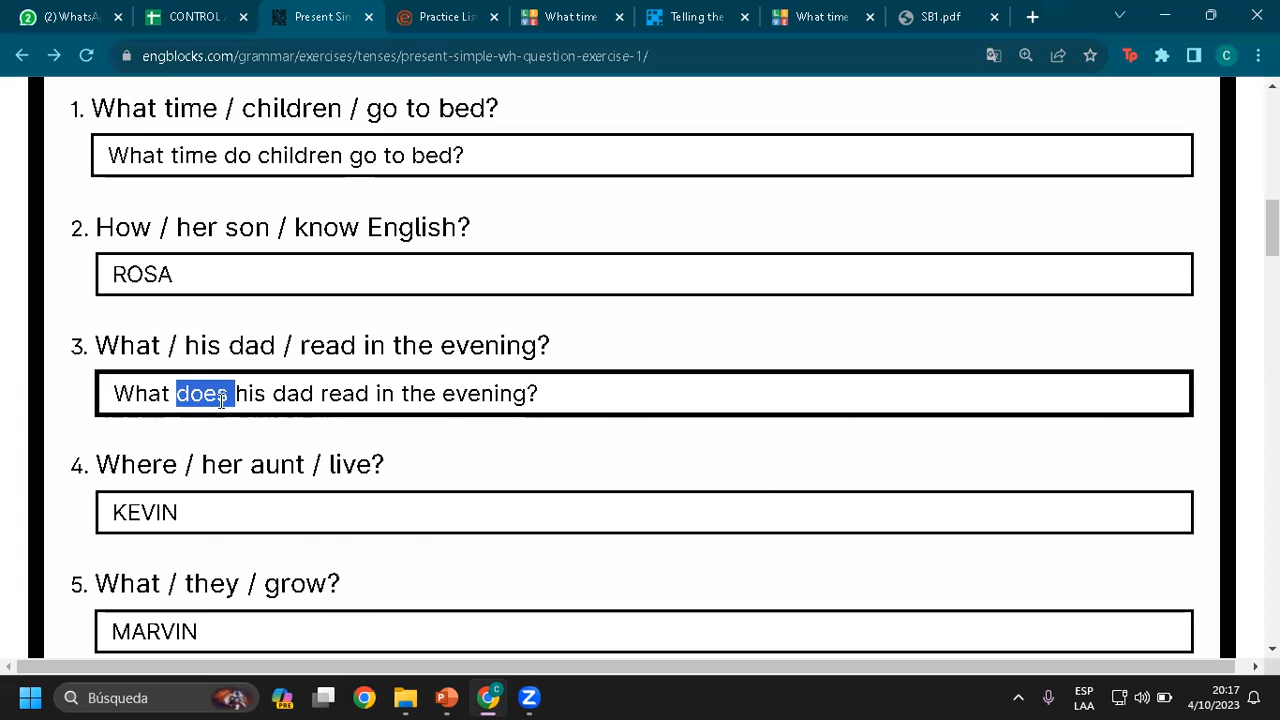 (2) WhatsA
CONTROL
Present Sim
Practice List
What time
Telling the
What time
SB1.pdf
engblocks.com/grammar/exercises/tenses/present-simple-wh-question-exercise-1/
Tp
C
1. What time / children / go to bed?
What time do children go to bed?
2. How / her son / know English?
ROSA
3. What / his dad / read in the evening?
What does his dad read in the evening?
4. Where / her aunt / live?
KEVIN
5. What / they / grow?
MARVIN
Búsqueda
PRE
ESP
LAA
20:17
4/10/2023